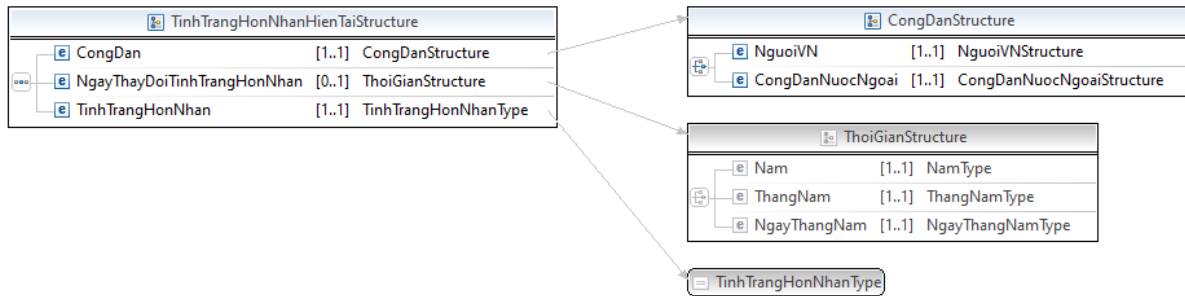 TinhTrangHonNhanHienTaiStructure
CongDan [1..1] CongDanStructure
NgayThayDoiTinhTrangHonNhan [0..1] ThoiGianStructure
TinhTrangHonNhan [1..1] TinhTrangHonNhanType
CongDanStructure
NguoiVN [1..1] NguoiVNStructure
CongDanNuocNgoai [1..1] CongDanNuocNgoaiStructure
ThoiGianStructure
Nam [1..1] NamType
ThangNam [1..1] ThangNamType
NgayThangNam [1..1] NgayThangNamType
TinhTrangHonNhanType